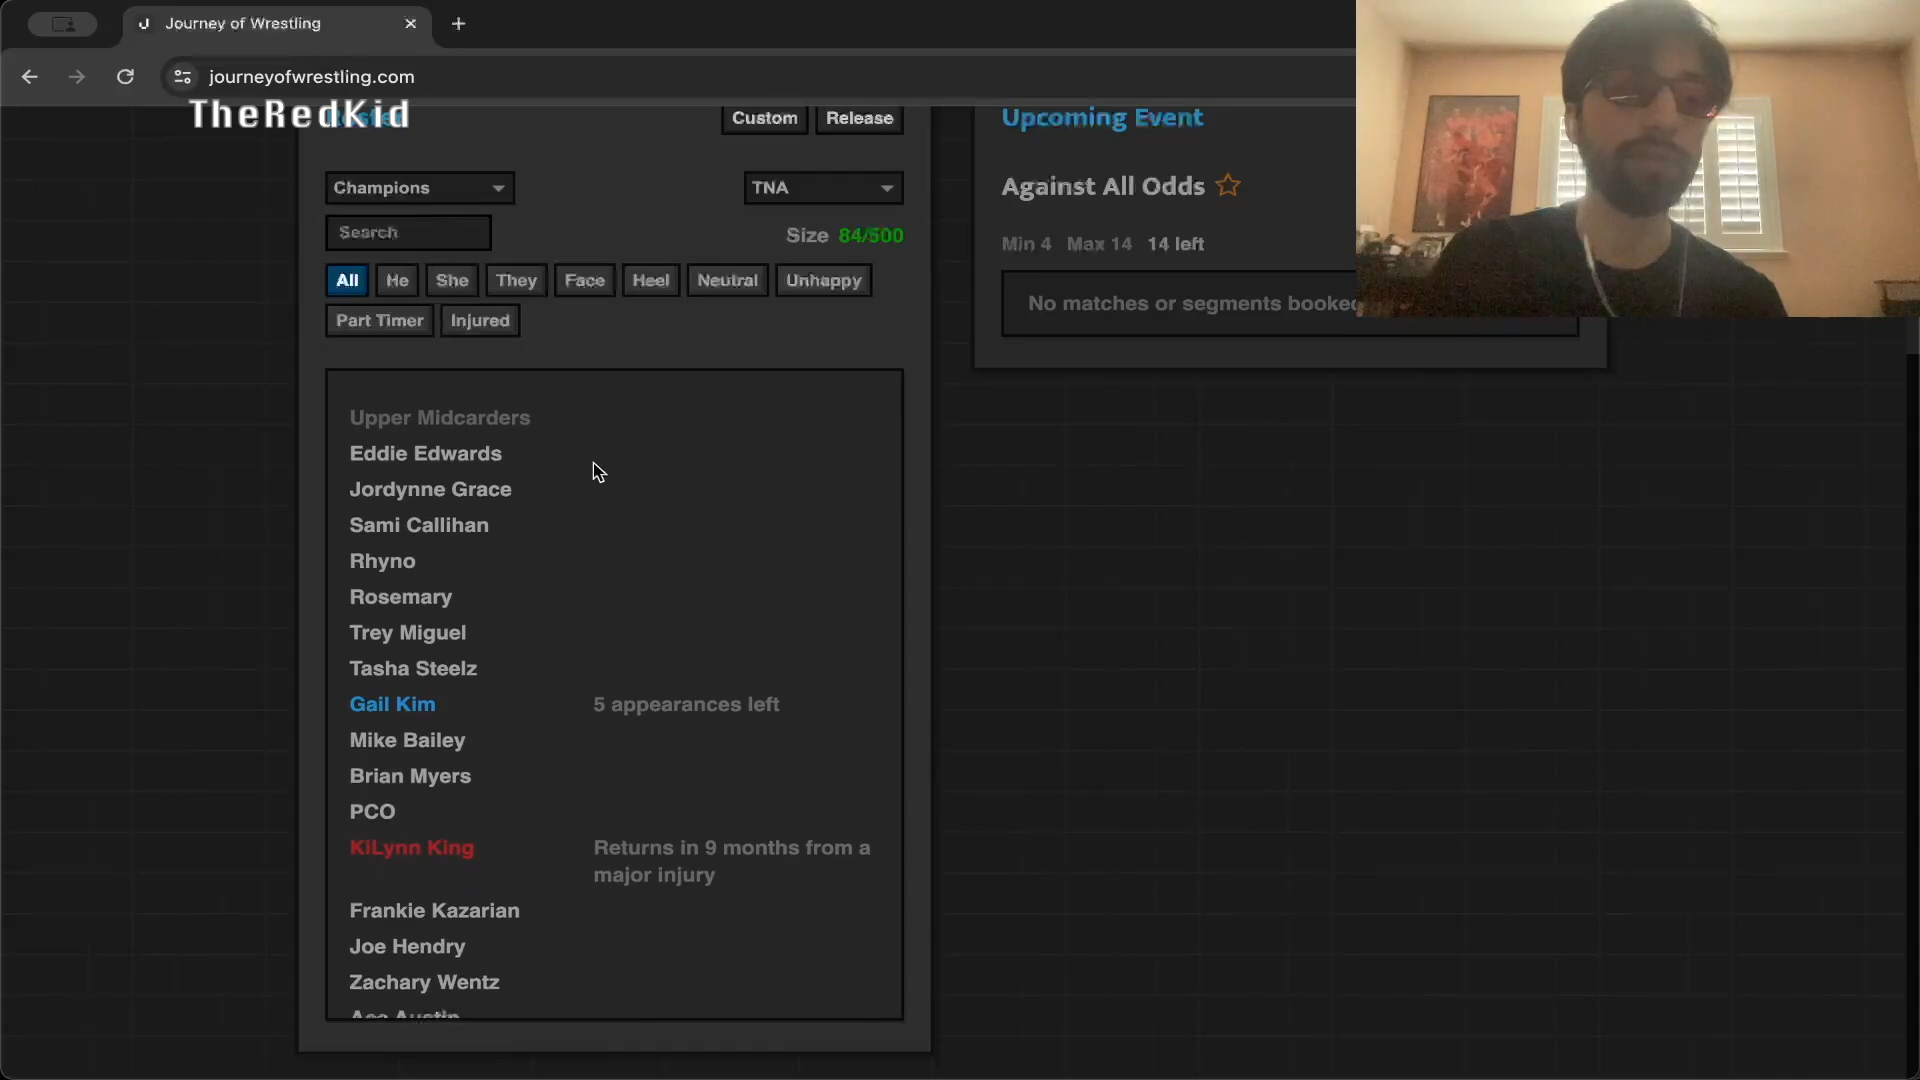 Journey of Wrestling
journeyofwrestling.com
TheRedKid
Custom
Release
Champions
TNA
Search
Size 84/500
All
He
She
They
Face
Heel
Neutral
Unhappy
Part Timer
Injured
Upper Midcarders
Eddie Edwards
Jordynne Grace
Sami Callihan
Rhyno
Rosemary
Trey Miguel
Tasha Steelz
Gail Kim 5 appearances left
Mike Bailey
Brian Myers
PCO
KiLynn King Returns in 9 months from a
major injury
Frankie Kazarian
Joe Hendry
Zachary Wentz
Ace Austin
Upcoming Event
Against All Odds
Min 4 Max 14 14 left
No matches or segments booked